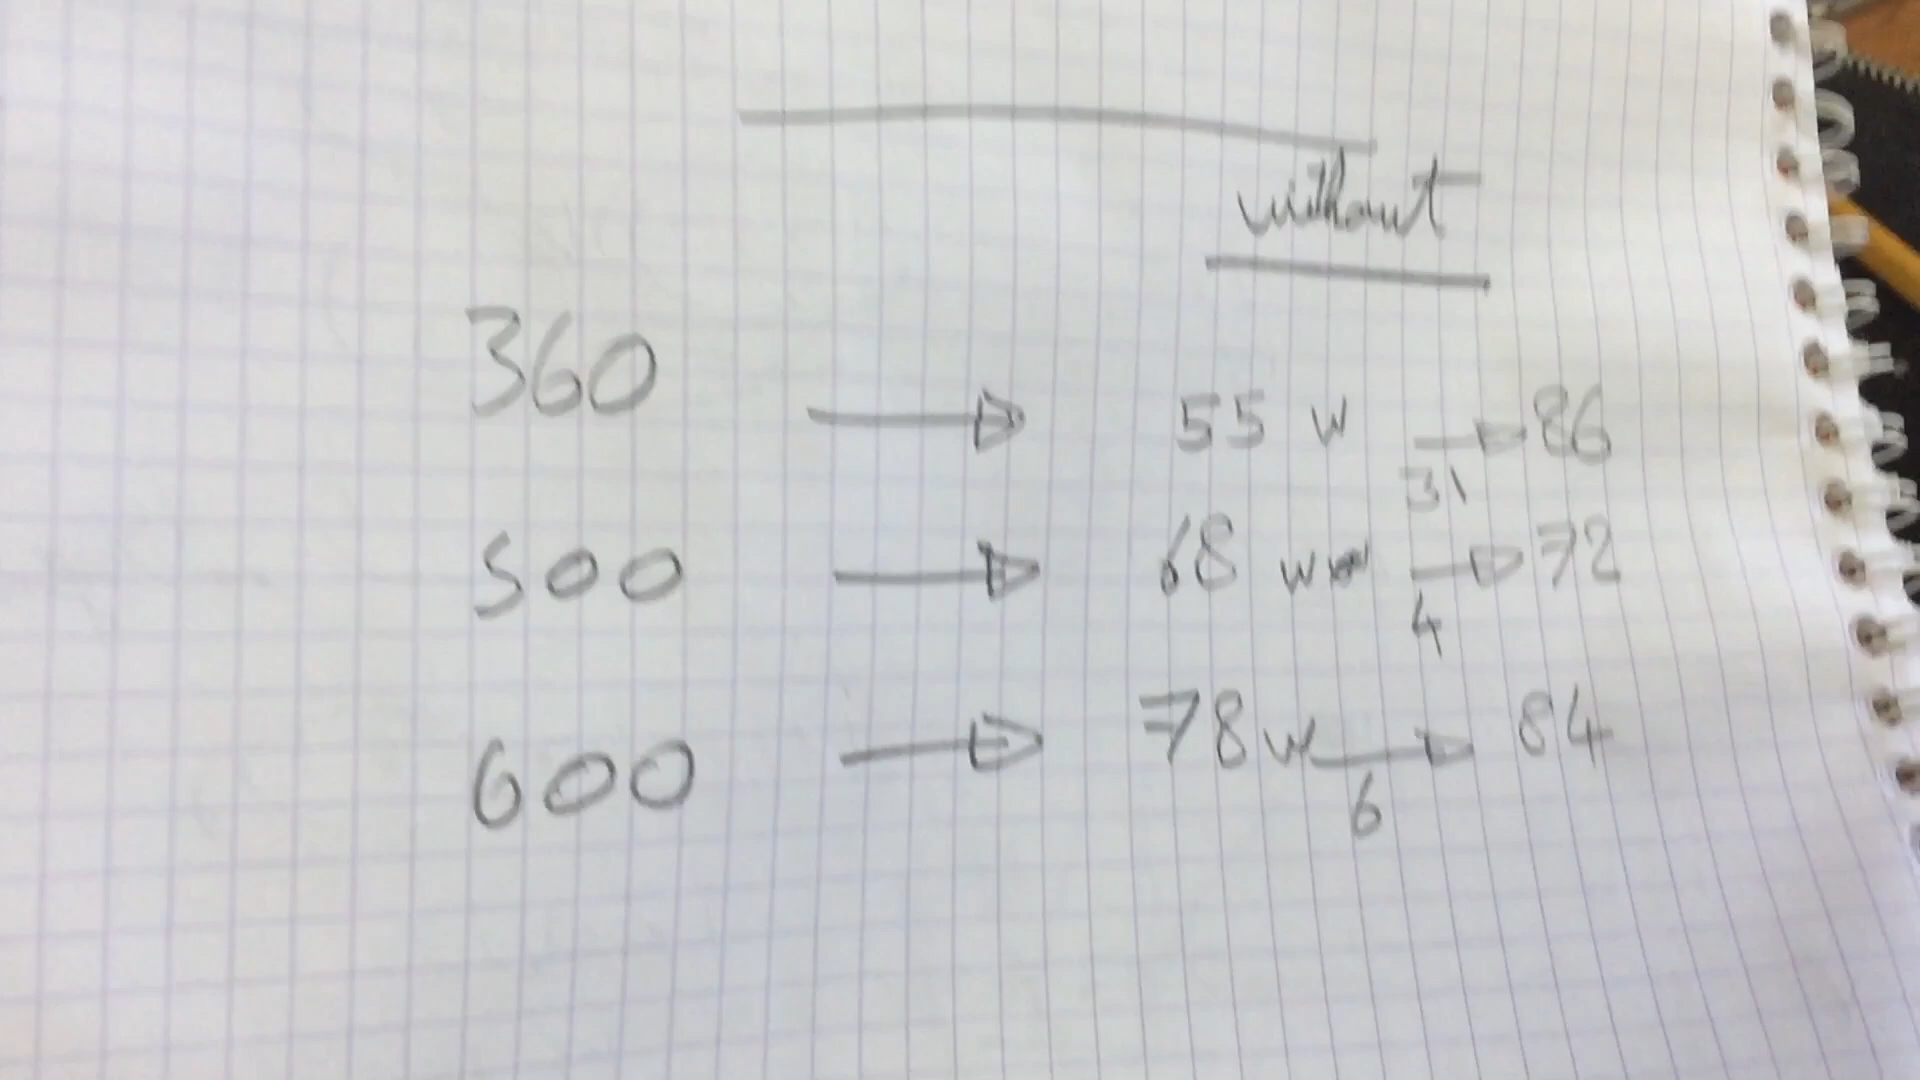 without
360 → 55 w → 86
31
500 → 68 w → 72
4
600 → 78 w → 84
6